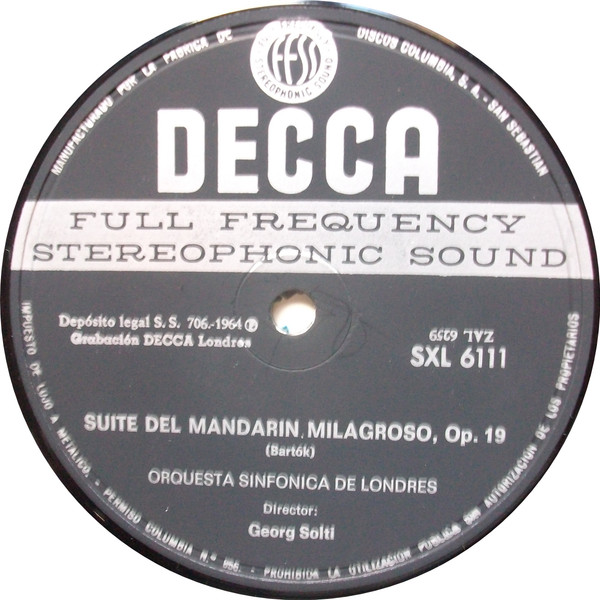 MANUFACTURADO POR LA FABRICA DE
DISCOS COLUMBIA, S. A. - SAN SEBASTIAN
FFSS
STEREOPHONIC SOUND
DECCA
FULL FREQUENCY
STEREOPHONIC SOUND
Depósito legal S. S. 706.-1964 Ⓟ
Grabación DECCA Londres
ZAL 6259
SXL 6111
SUITE DEL MANDARIN MILAGROSO, Op. 19
(Bartók)
ORQUESTA SINFONICA DE LONDRES
Director:
Georg Solti
IMPUESTO DE LUJO A METALICO. - PERMISO COLUMBIA N.º 056. - PROHIBIDA LA UTILIZACION PUBLICA SIN AUTORIZACION DE LOS PROPIETARIOS